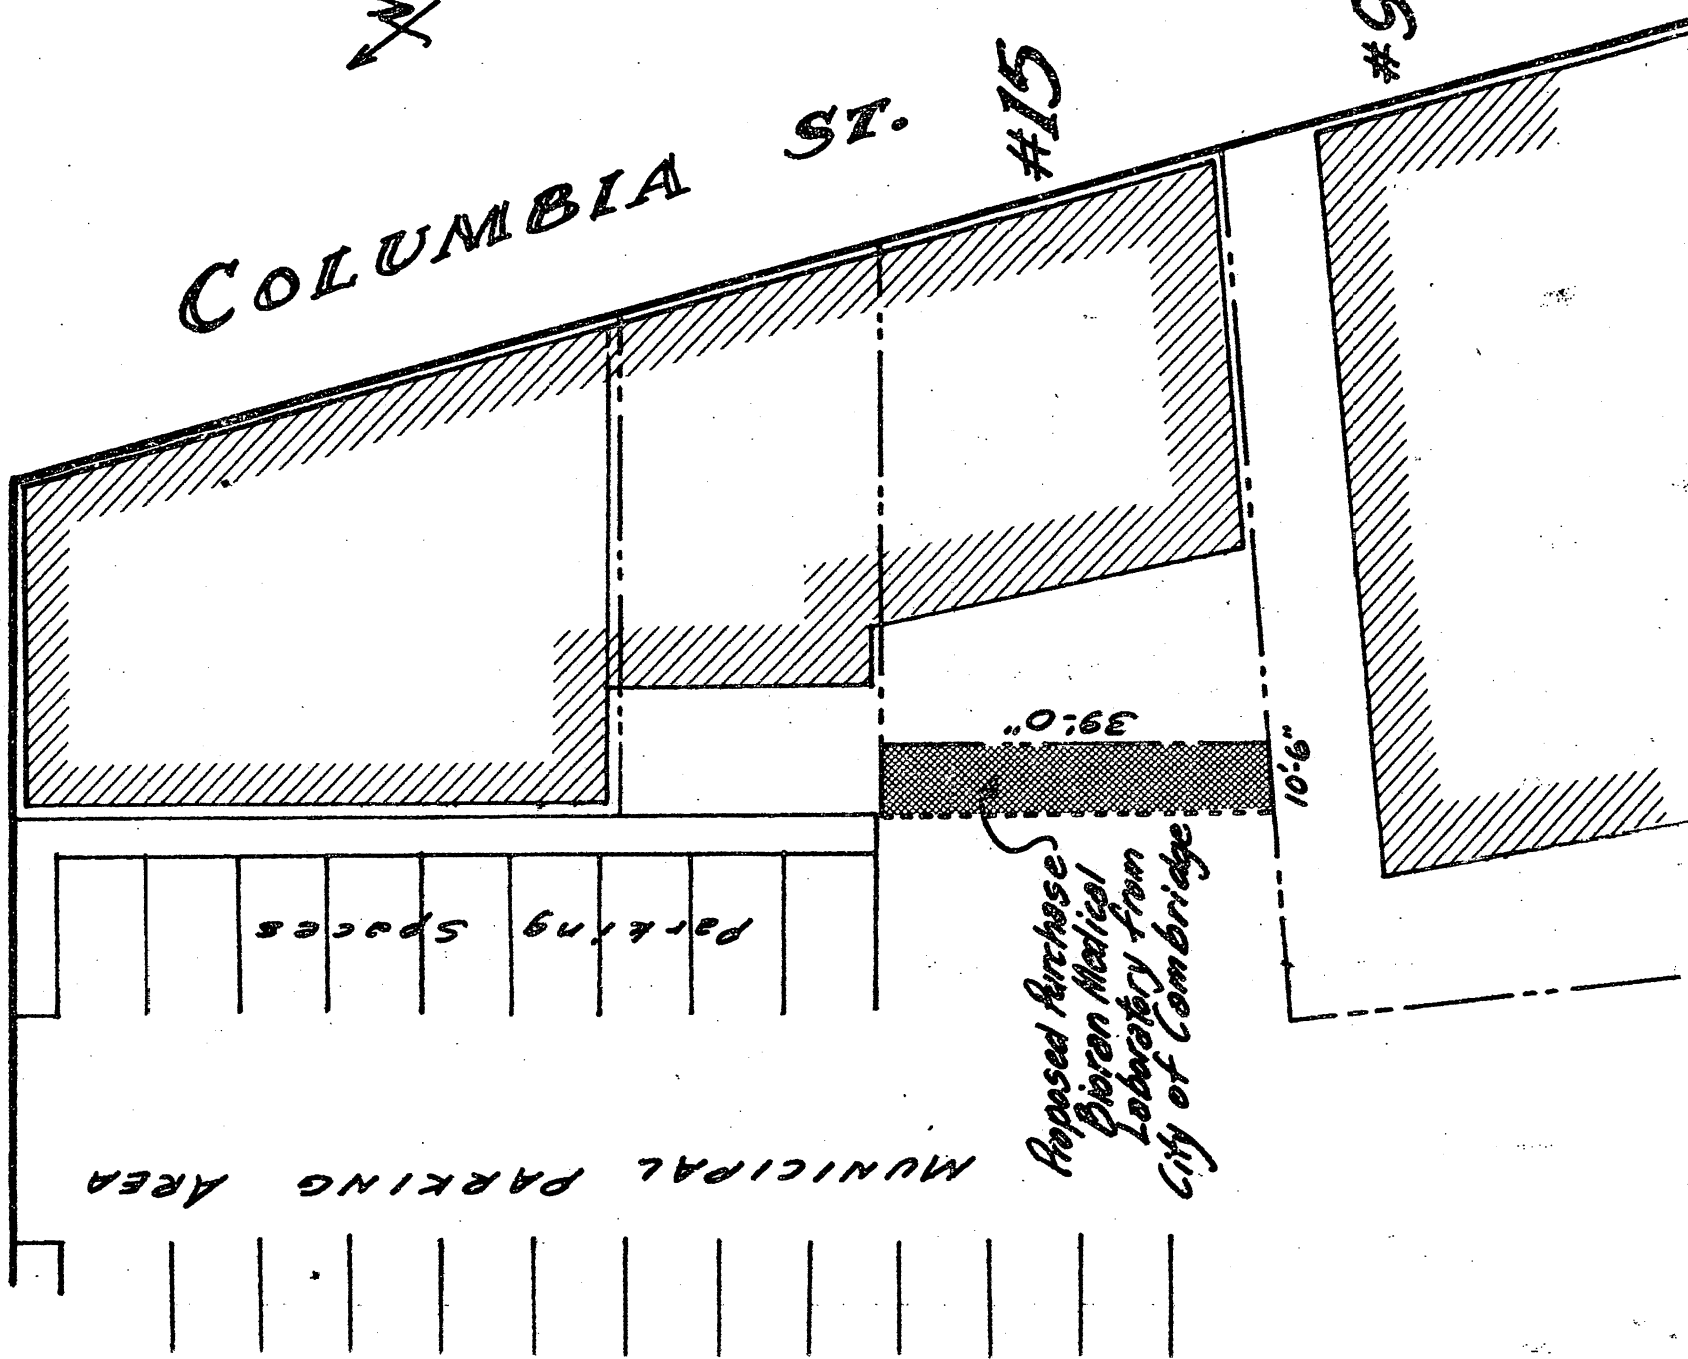 N
COLUMBIA ST.
#15
#9
39'-0"
10'-6"
Proposed Purchase
Bioran Medical
Laboratory from
City of Cambridge
Parking Spaces
MUNICIPAL PARKING AREA